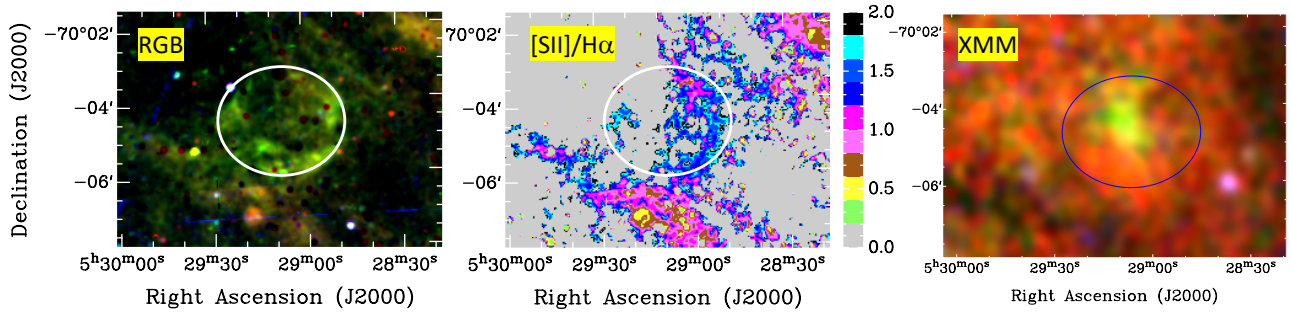 RGB
[SII]/Hα
XMM
−70°02′
−04′
−06′
Declination (J2000)
5ʰ30ᵐ00ˢ
29ᵐ30ˢ
29ᵐ00ˢ
28ᵐ30ˢ
Right Ascension (J2000)
70°02′
−04′
−06′
5ʰ30ᵐ00ˢ
29ᵐ30ˢ
29ᵐ00ˢ
28ᵐ30ˢ
Right Ascension (J2000)
2.0
1.5
1.0
0.5
0.0
−70°02′
−04′
−06′
5ʰ30ᵐ00ˢ
29ᵐ30ˢ
29ᵐ00ˢ
28ᵐ30ˢ
Right Ascension (J2000)